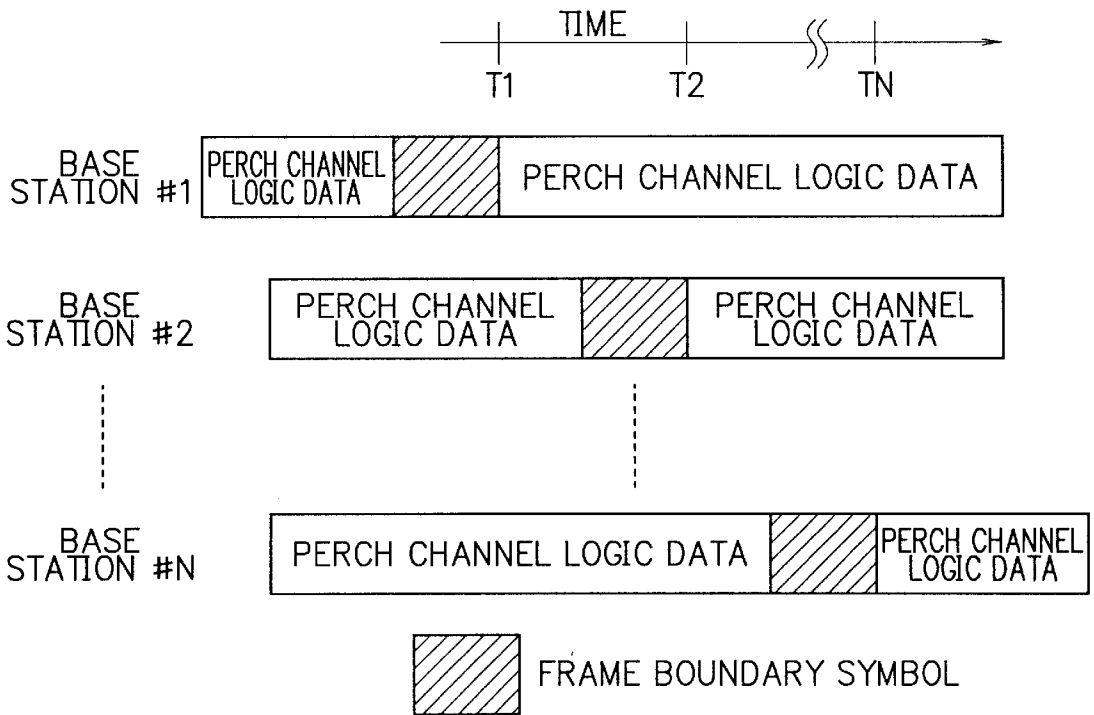 TIME
T1 T2 TN
BASE
STATION #1
PERCH CHANNEL
LOGIC DATA
PERCH CHANNEL LOGIC DATA
BASE
STATION #2
PERCH CHANNEL
LOGIC DATA
PERCH CHANNEL
LOGIC DATA
BASE
STATION #N
PERCH CHANNEL LOGIC DATA
PERCH CHANNEL
LOGIC DATA
FRAME BOUNDARY SYMBOL